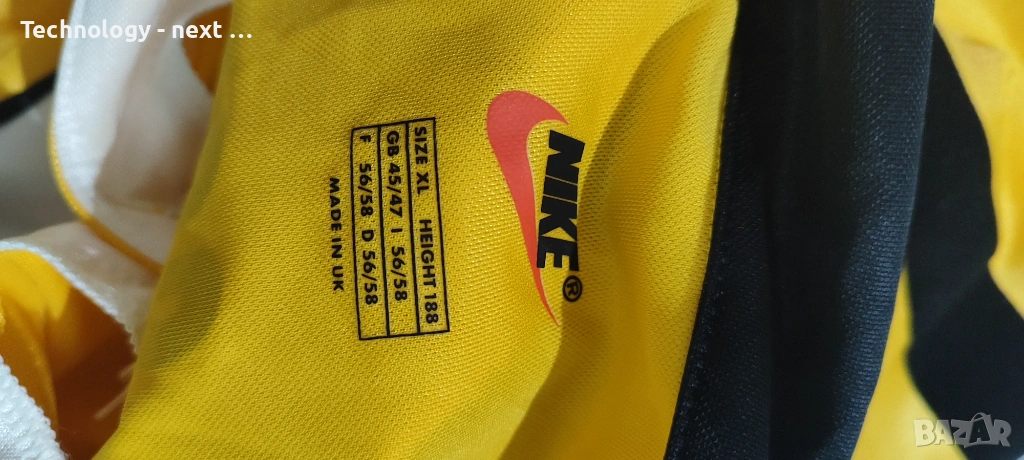 Technology - next ...
NIKE®
SIZE XL HEIGHT 188
GB 45/47 I 56/58
F 56/58 D 56/58
MADE IN UK
BAZAR